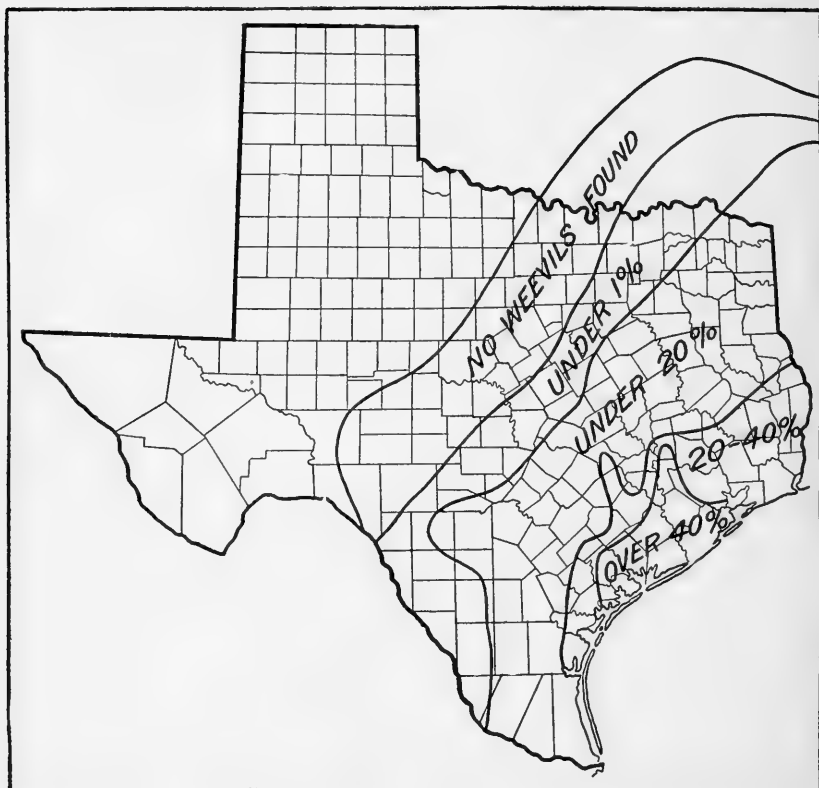 NO WEEVILS FOUND
UNDER 1%
UNDER 20%
20-40%
OVER 40%